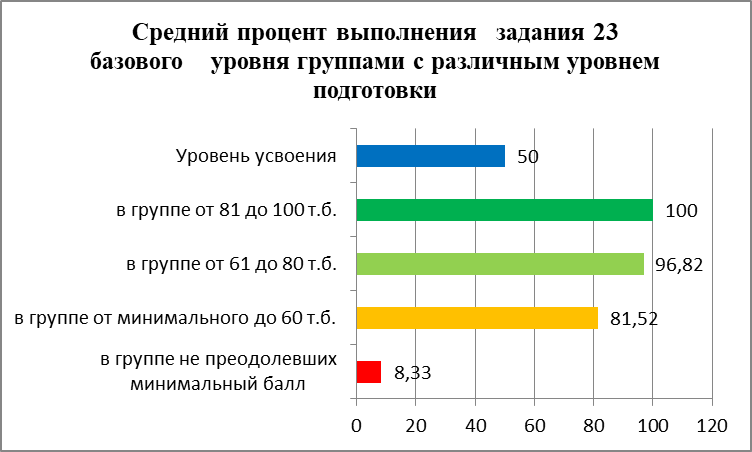 Средний процент выполнения задания 23
базового уровня группами с различным уровнем
подготовки
Уровень усвоения
50
в группе от 81 до 100 т.б.
100
в группе от 61 до 80 т.б.
96,82
в группе от минимального до 60 т.б.
81,52
в группе не преодолевших
минимальный балл
8,33
0 20 40 60 80 100 120